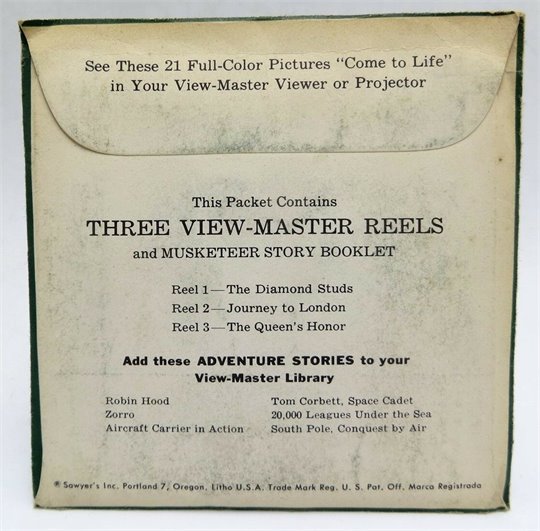 See These 21 Full-Color Pictures "Come to Life"
in Your View-Master Viewer or Projector
This Packet Contains
THREE VIEW-MASTER REELS
and MUSKETEER STORY BOOKLET
Reel 1—The Diamond Studs
Reel 2—Journey to London
Reel 3—The Queen's Honor
Add these ADVENTURE STORIES to your
View-Master Library
Robin Hood
Zorro
Aircraft Carrier in Action
Tom Corbett, Space Cadet
20,000 Leagues Under the Sea
South Pole, Conquest by Air
® Sawyer's Inc. Portland 7, Oregon. Litho U.S.A. Trade Mark Reg. U. S. Pat. Off. Marca Registrada